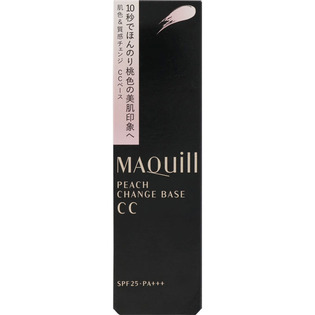 10秒でほんのり桃色の美肌印象へ
肌色&質感チェンジ CCベース
MAQuill
PEACH
CHANGE BASE
CC
SPF25・PA+++